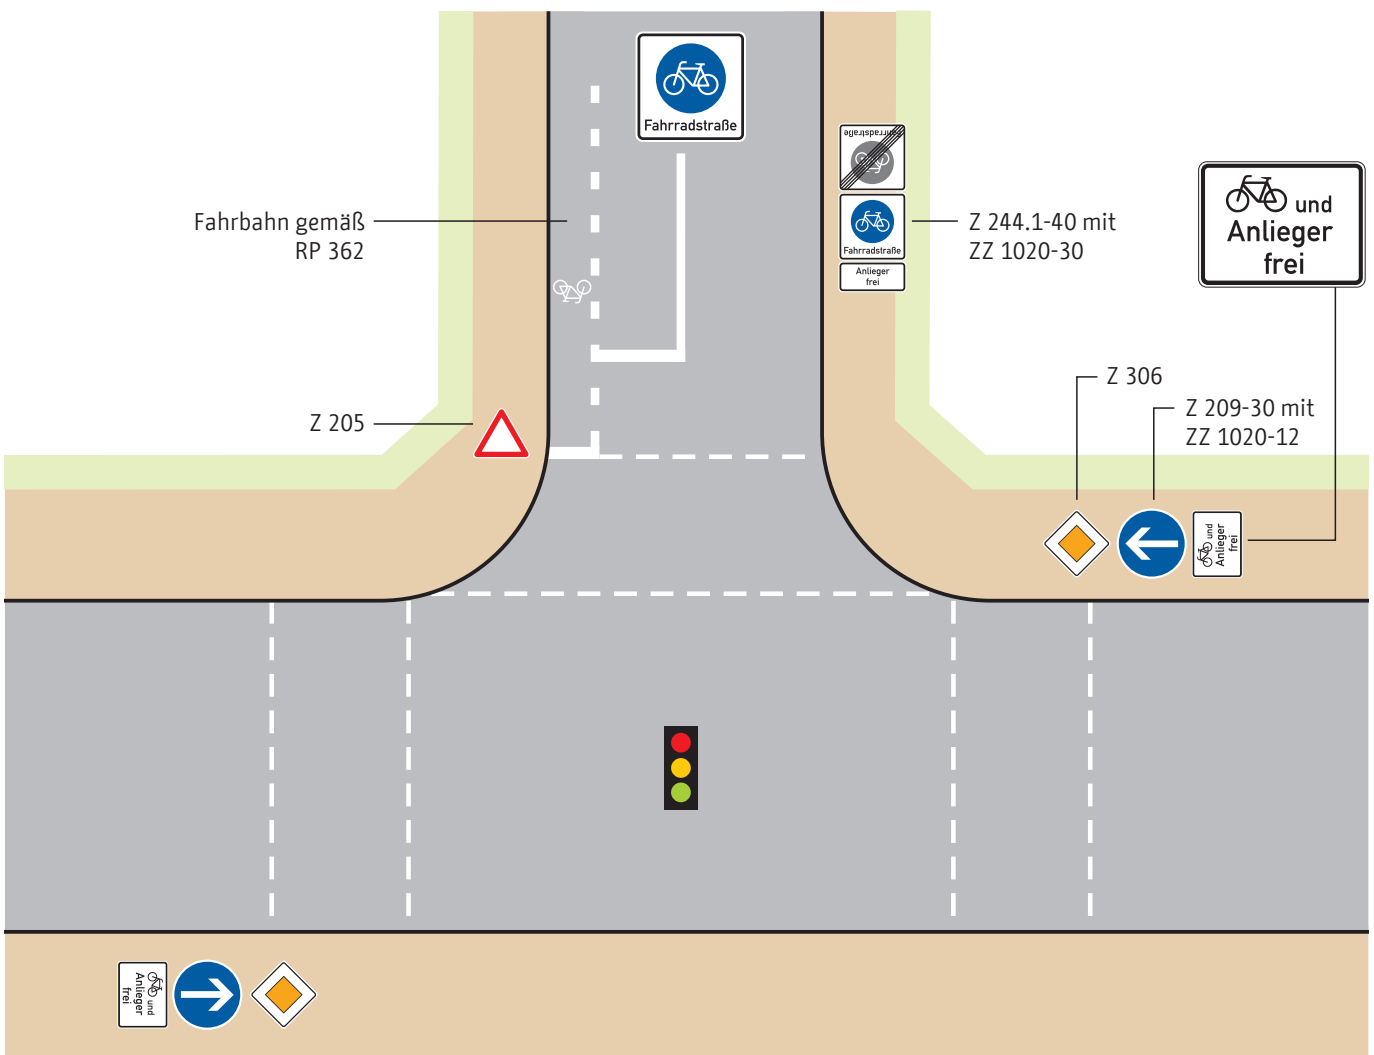 Fahrradstraße
Fahrradstraße
Fahrbahn gemäß
RP 362
Fahrradstraße
Anlieger
frei
Z 244.1-40 mit
ZZ 1020-30
und
Anlieger
frei
Z 306
Z 209-30 mit
ZZ 1020-12
Z 205
und
Anlieger
frei
und
Anlieger
frei